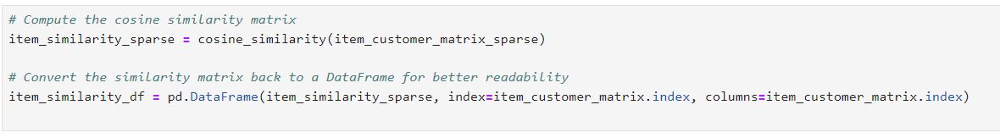 # Compute the cosine similarity matrix
item_similarity_sparse = cosine_similarity(item_customer_matrix_sparse)
# Convert the similarity matrix back to a DataFrame for better readability
item_similarity_df = pd.DataFrame(item_similarity_sparse, index=item_customer_matrix.index, columns=item_customer_matrix.index)